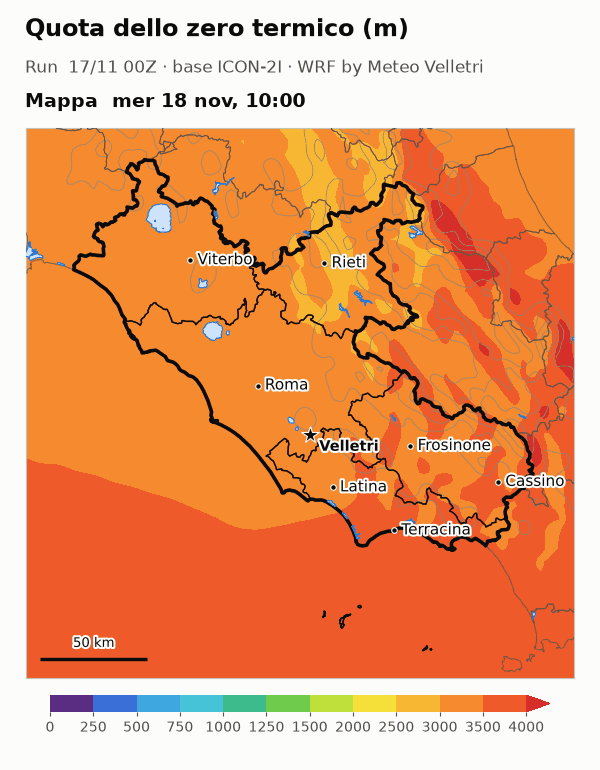 Quota dello zero termico (m)
Run  17/11 00Z · base ICON-2I · WRF by Meteo Velletri
Mappa  mer 18 nov, 10:00
Viterbo
Rieti
Roma
Velletri
Frosinone
Latina
Cassino
Terracina
50 km
0 250 500 750 1000 1250 1500 2000 2500 3000 3500 4000